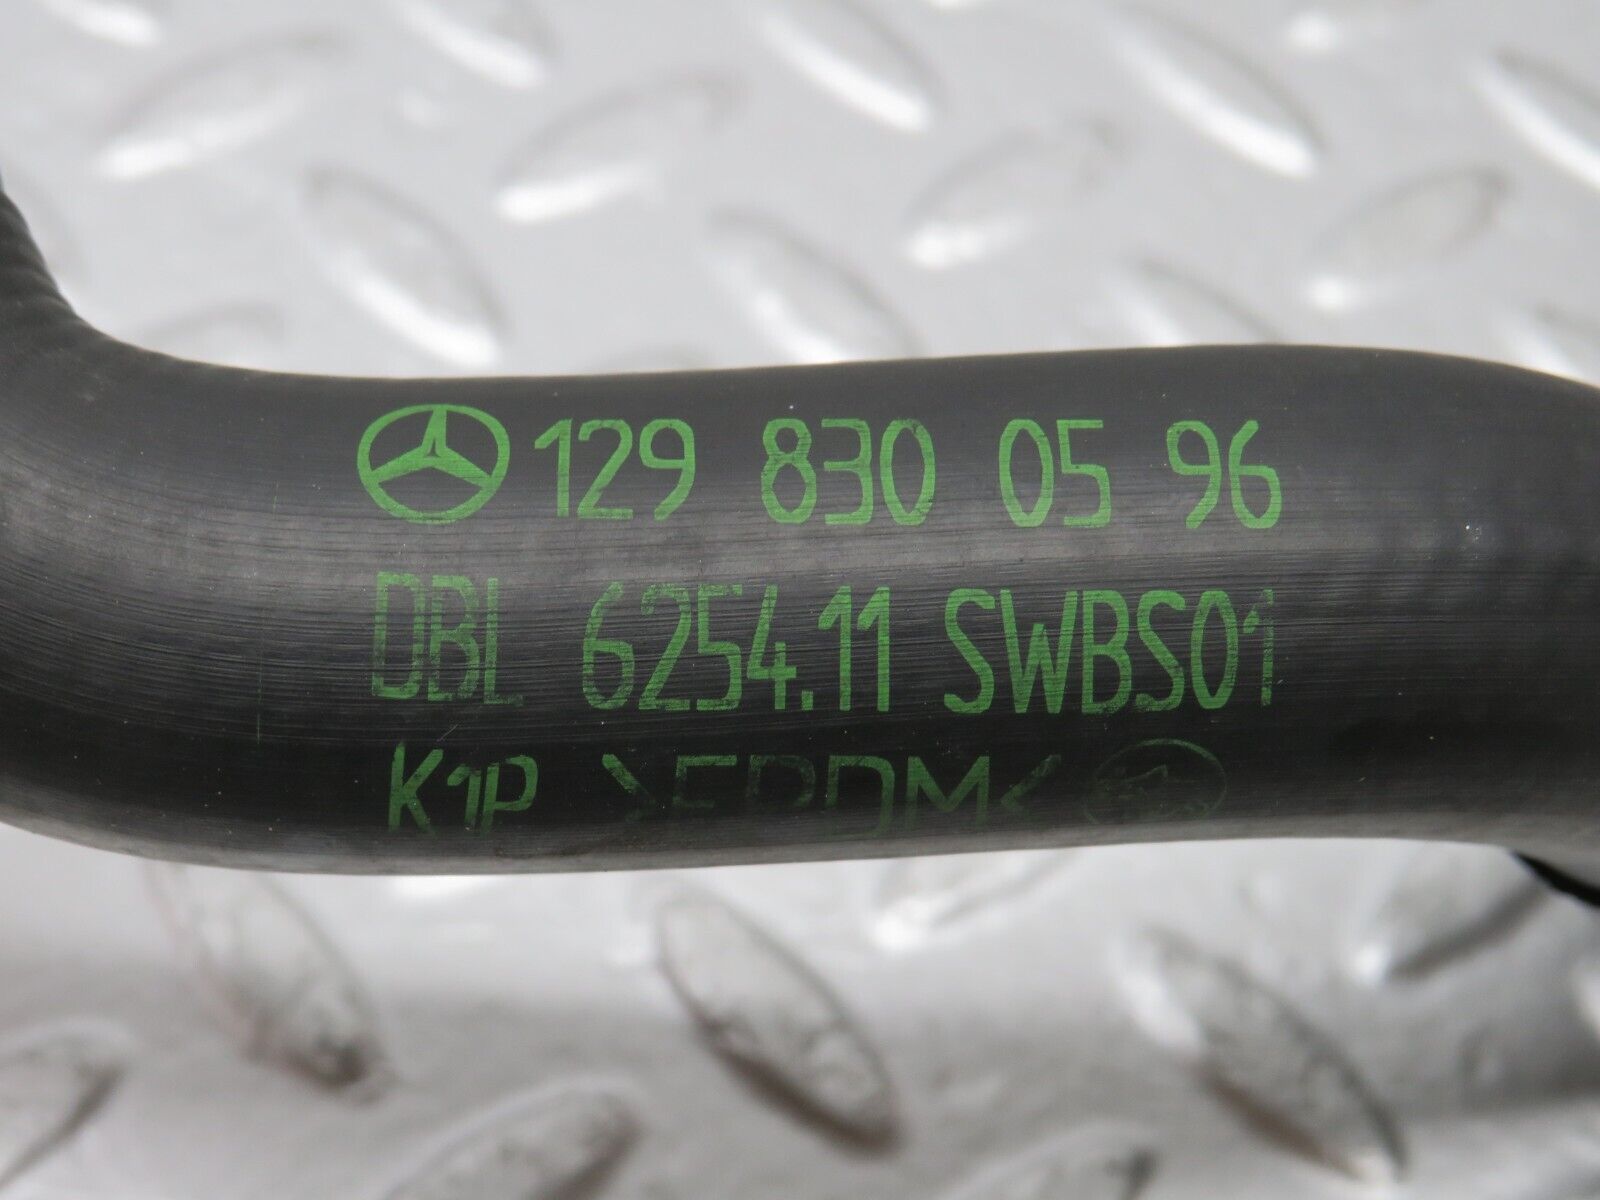 129 830 05 96
DBL 6254.11 SWBS01
K1P >EPDM<